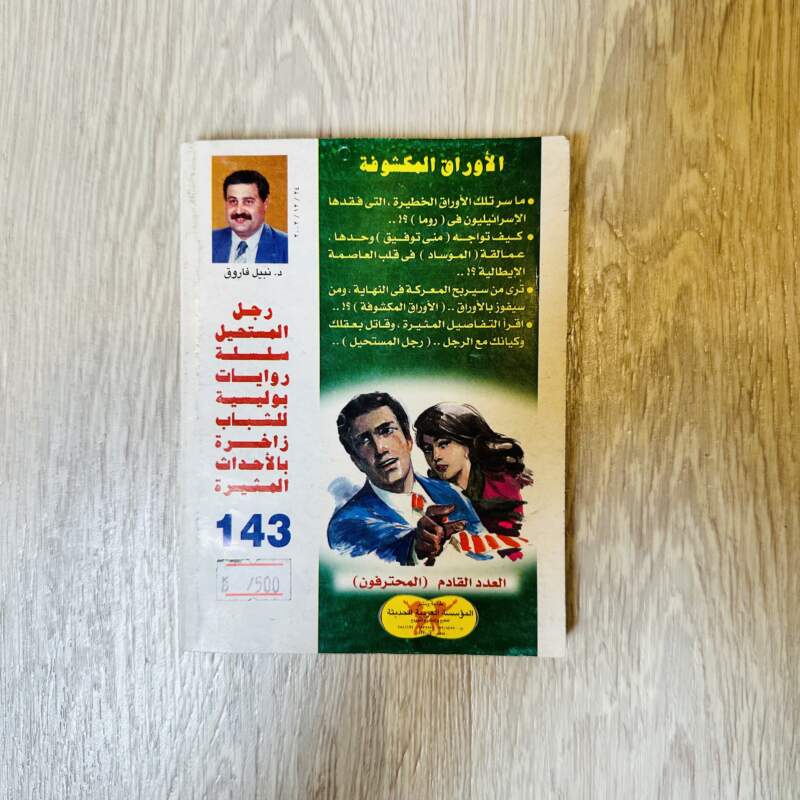 الأوراق المكشوفة
● ما سر تلك الأوراق الخطيرة ، التى فقدها
الإسرائيليون فى ( روما ) ؟! ..
● كيف تواجه ( منى توفيق ) وحدها ،
عمالقة ( الموساد ) فى قلب العاصمة
الإيطالية ؟! ..
● ترى من سيربح المعركة فى النهاية ، ومن
سيفوز بالأوراق .. ( الأوراق المكشوفة ) ؟! ..
● اقرأ التفاصيل المثيرة ، وقاتل بعقلك
وكيانك مع الرجل .. ( رجل المستحيل ) ..
العدد القادم (المحترفون)
المؤسسة العربية الحديثة
د. نبيل فاروق
رجل
المستحيل
سلسلة
روايات
بوليسية
للشباب
زاخرة
بالأحداث
المثيرة
143
/500